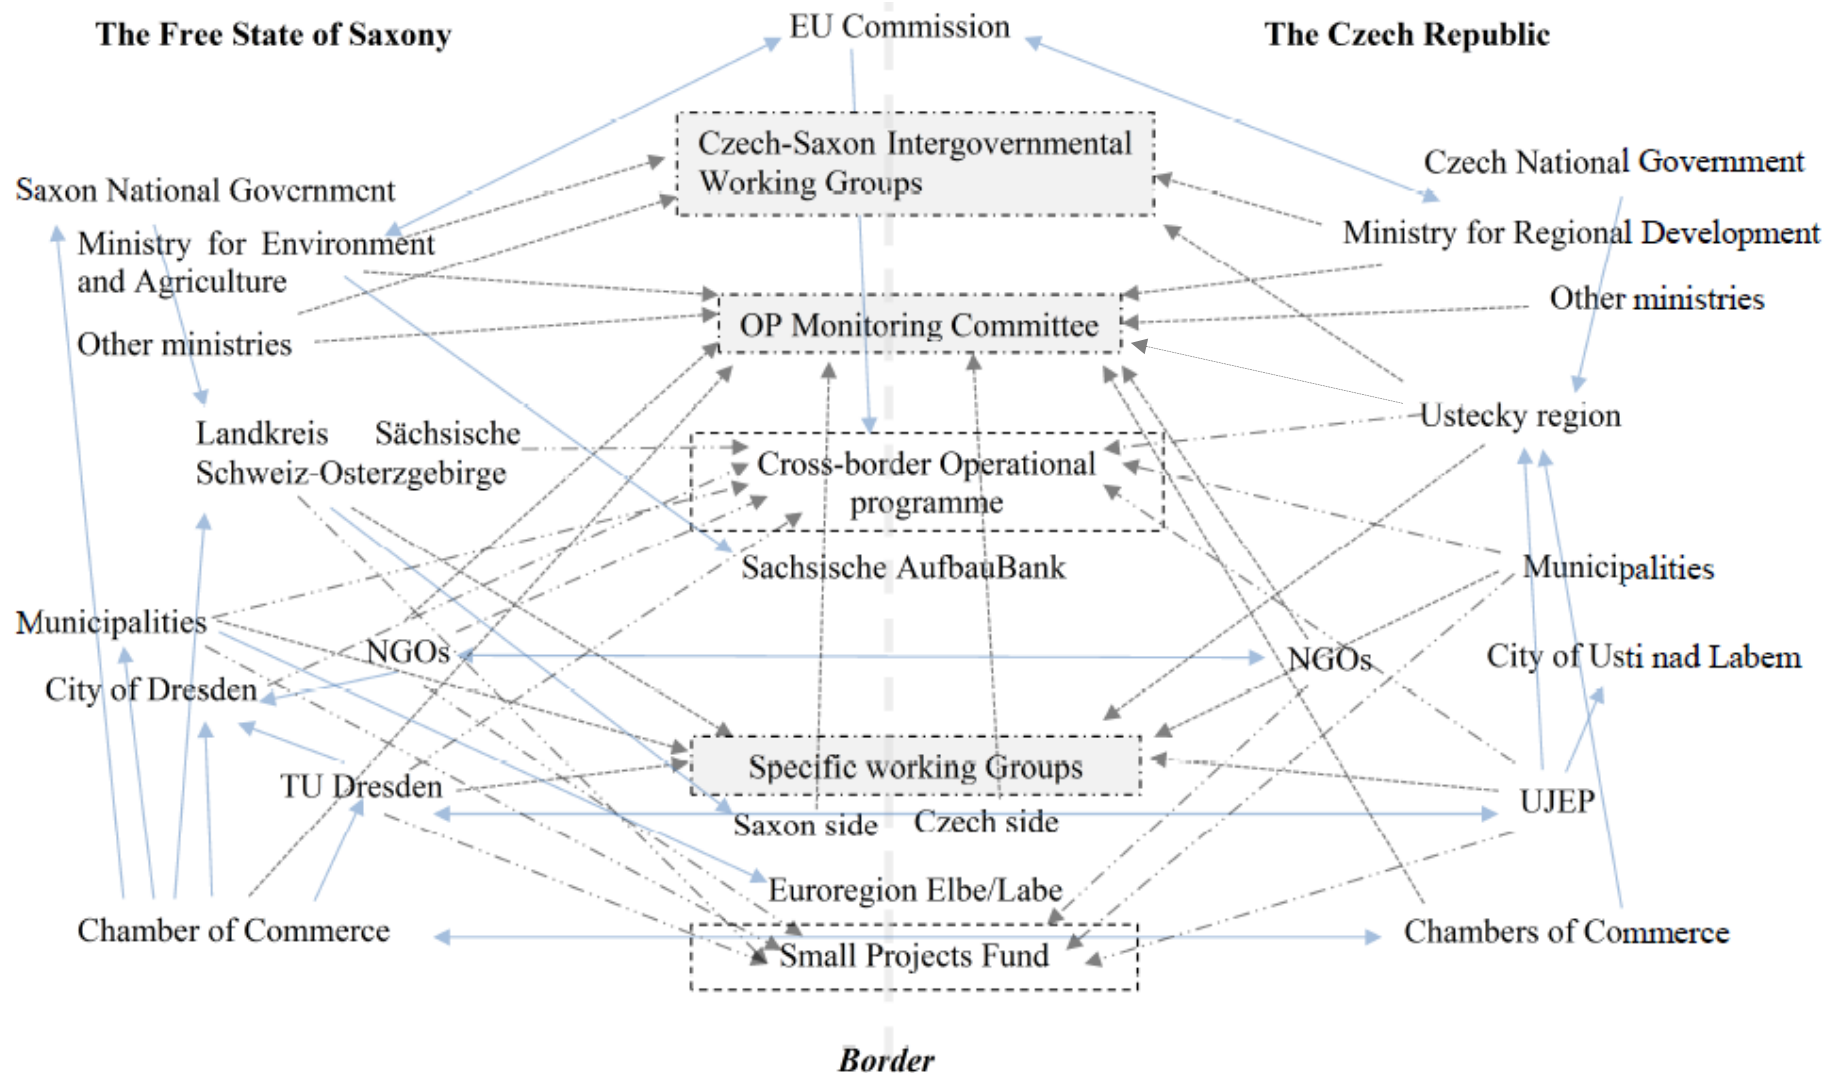 The Free State of Saxony
EU Commission
The Czech Republic
Czech-Saxon Intergovernmental
Working Groups
Saxon National Government
Czech National Government
Ministry for Environment
and Agriculture
Ministry for Regional Development
Other ministries
OP Monitoring Committee
Other ministries
Landkreis Sächsische
Schweiz-Osterzgebirge
Ustecky region
Cross-border Operational
programme
Sachsische AufbauBank
Municipalities
Municipalities
NGOs
NGOs
City of Dresden
City of Usti nad Labem
Specific working Groups
TU Dresden
UJEP
Saxon side
Czech side
Euroregion Elbe/Labe
Chamber of Commerce
Chambers of Commerce
Small Projects Fund
Border